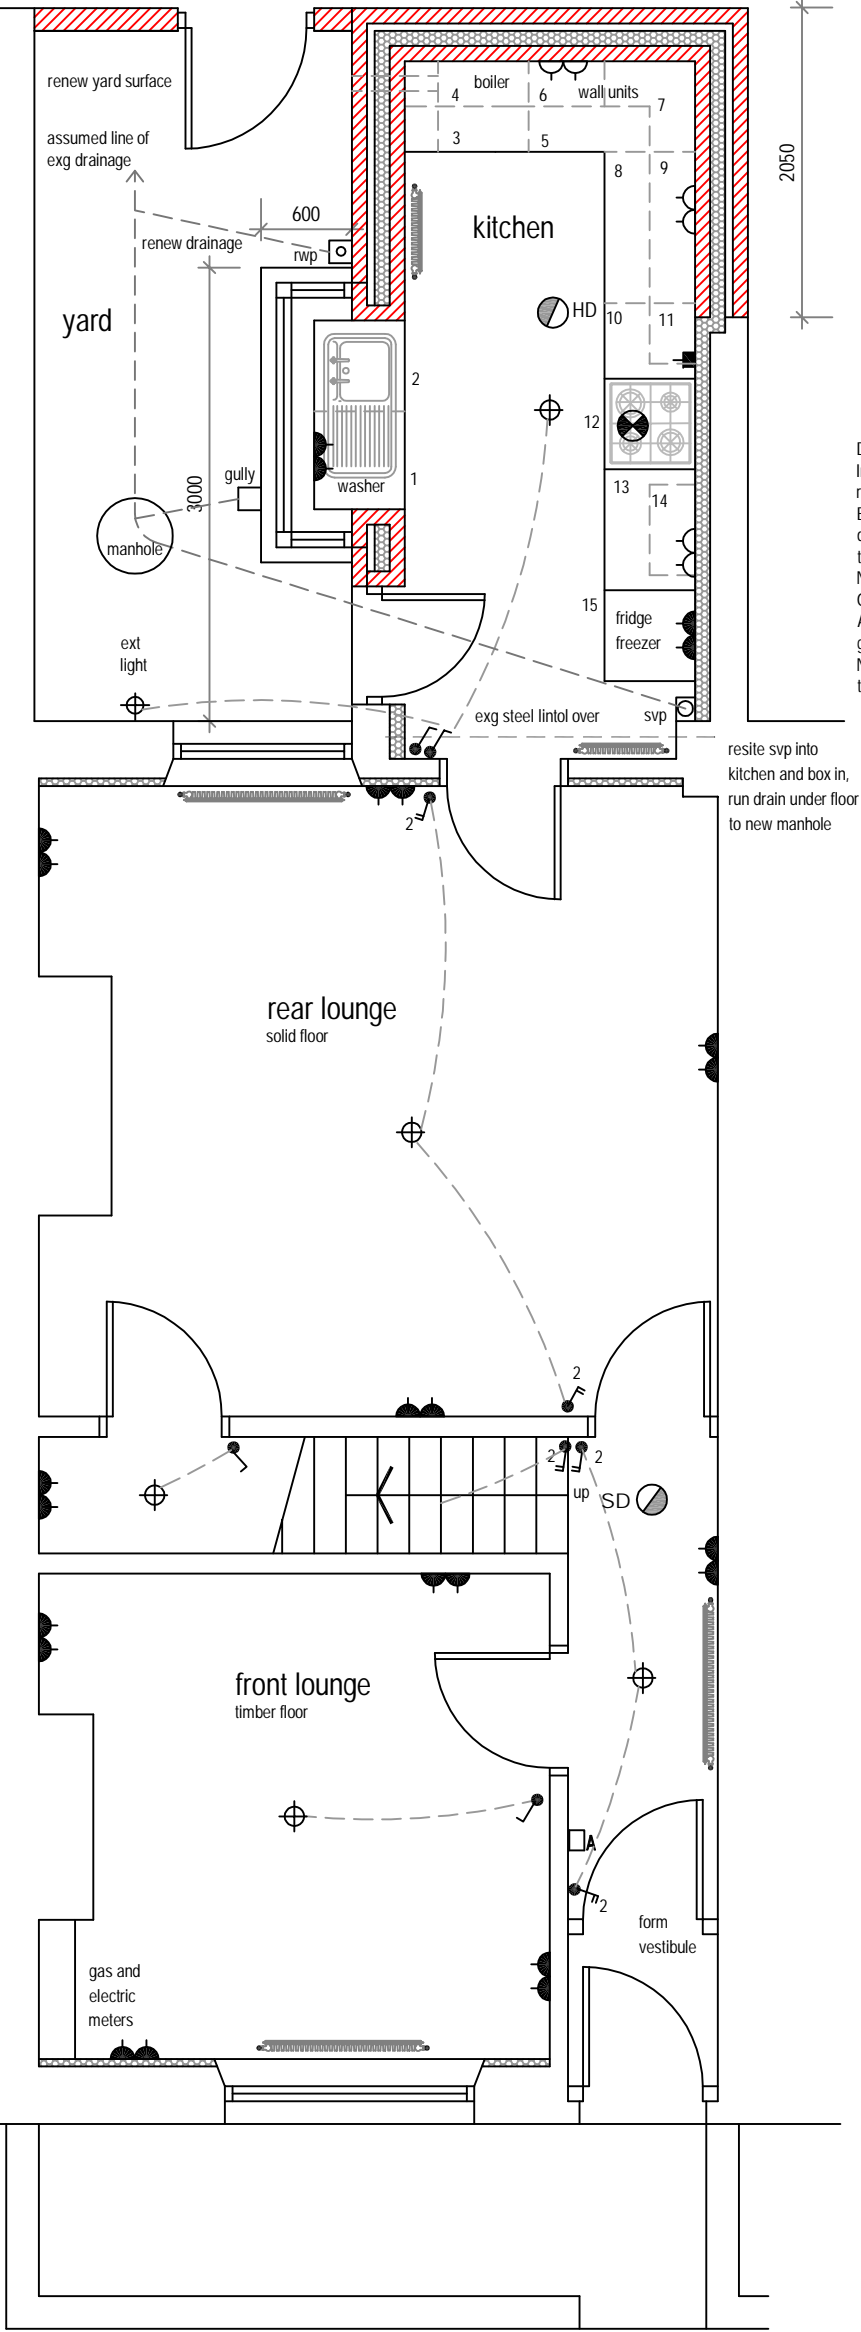 renew yard surface
boiler
wall units
4
6
7
3
5
assumed line of
exg drainage
8
9
2050
600
kitchen
renew drainage
rwp
yard
HD
10
11
2
12
gully
3000
washer
1
13
14
manhole
15
fridge
freezer
ext
light
exg steel lintol over
svp
resite svp into
kitchen and box in,
run drain under floor
to new manhole
2
rear lounge
solid floor
2
2
2
up
SD
front lounge
timber floor
A
2
form
vestibule
gas and
electric
meters